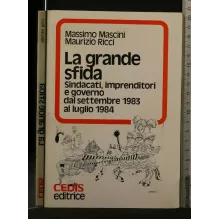 Massimo Mascini
Maurizio Ricci
La grande
sfida
Sindacati, imprenditori
e governo
dal settembre 1983
al luglio 1984
CEDIS
editrice